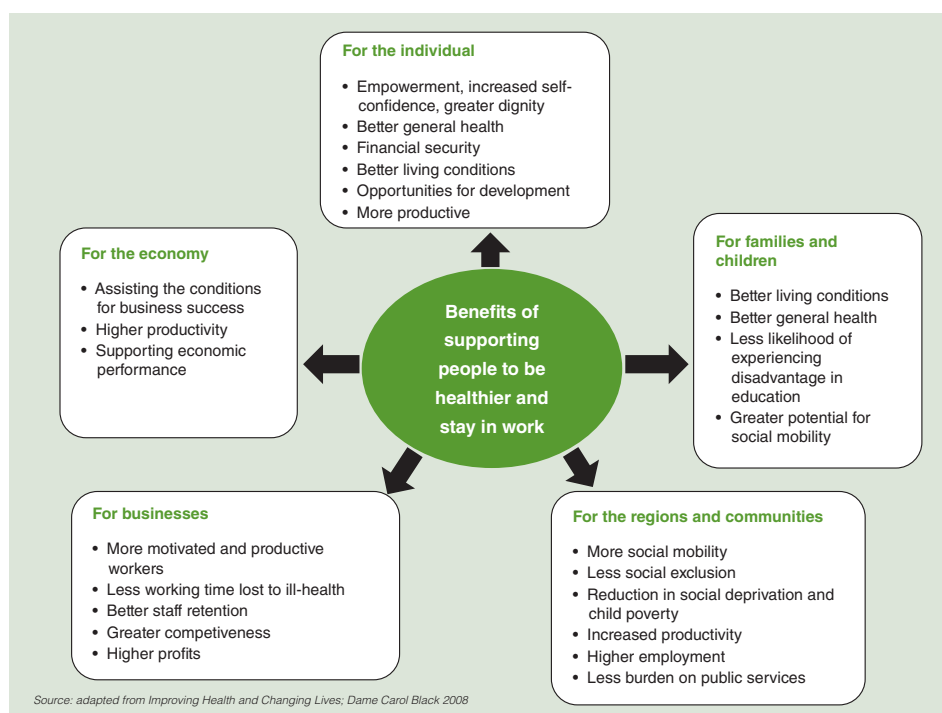 For the individual
• Empowerment, increased self-
confidence, greater dignity
• Better general health
• Financial security
• Better living conditions
• Opportunities for development
• More productive
For the economy
• Assisting the conditions
for business success
• Higher productivity
• Supporting economic
performance
Benefits of
supporting
people to be
healthier and
stay in work
For families and
children
• Better living conditions
• Better general health
• Less likelihood of
experiencing
disadvantage in
education
• Greater potential for
social mobility
For businesses
• More motivated and productive
workers
• Less working time lost to ill-health
• Better staff retention
• Greater competiveness
• Higher profits
For the regions and communities
• More social mobility
• Less social exclusion
• Reduction in social deprivation and
child poverty
• Increased productivity
• Higher employment
• Less burden on public services
Source: adapted from Improving Health and Changing Lives; Dame Carol Black 2008